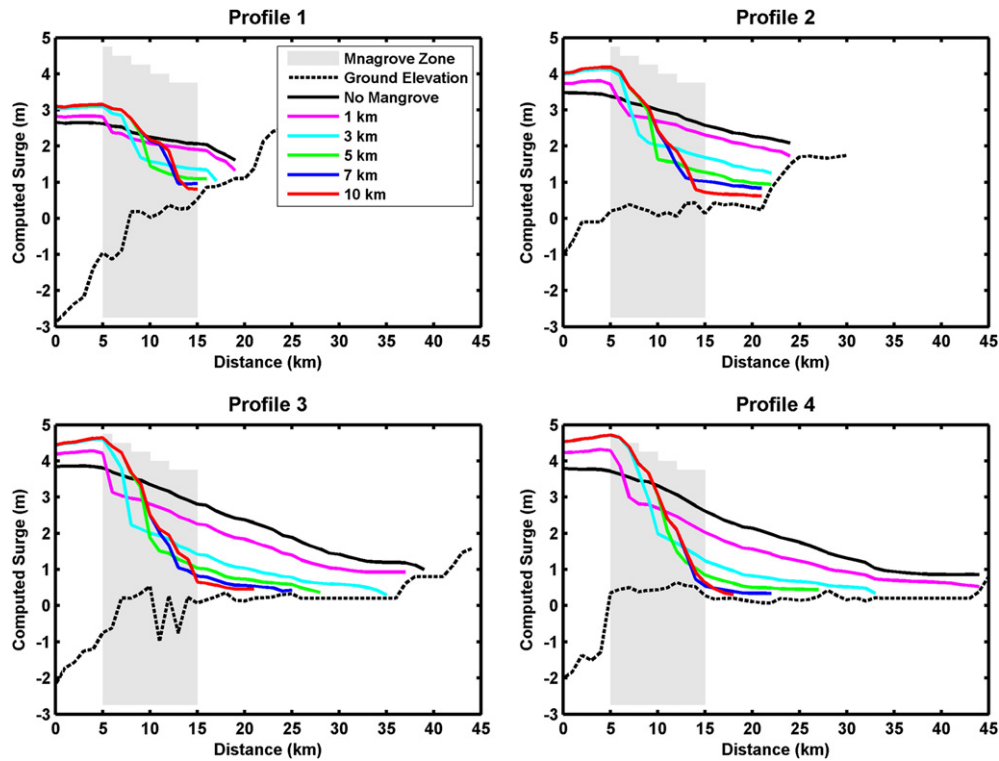 Profile 1
Computed Surge (m)
5
4
3
2
1
0
-1
-2
-3
0 5 10 15 20 25 30 35 40 45
Distance (km)
Mnagrove Zone
Ground Elevation
No Mangrove
1 km
3 km
5 km
7 km
10 km
Profile 2
Computed Surge (m)
5
4
3
2
1
0
-1
-2
-3
0 5 10 15 20 25 30 35 40 45
Distance (km)
Profile 3
Computed Surge (m)
5
4
3
2
1
0
-1
-2
-3
0 5 10 15 20 25 30 35 40 45
Distance (km)
Profile 4
Computed Surge (m)
5
4
3
2
1
0
-1
-2
-3
0 5 10 15 20 25 30 35 40 45
Distance (km)